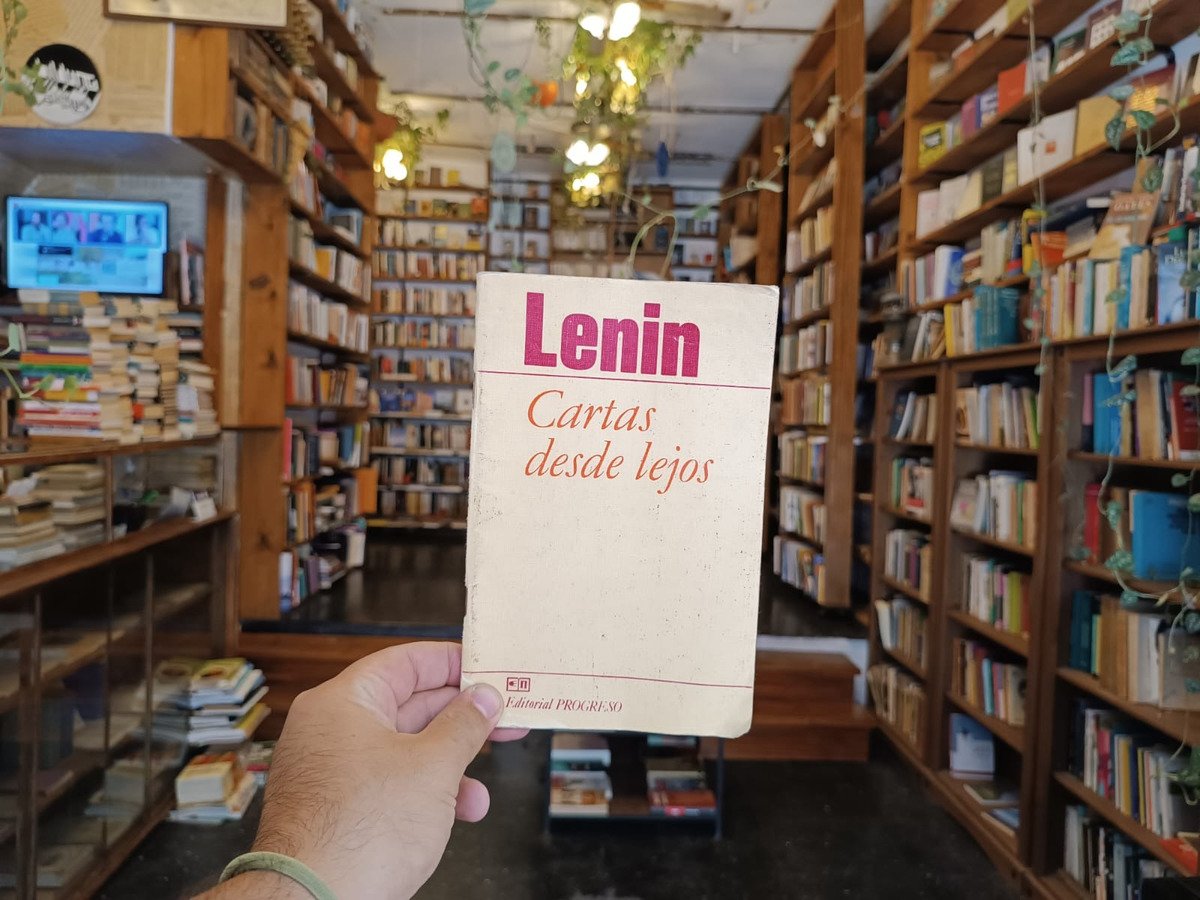 Lenin
Cartas
desde lejos
Editorial PROGRESO